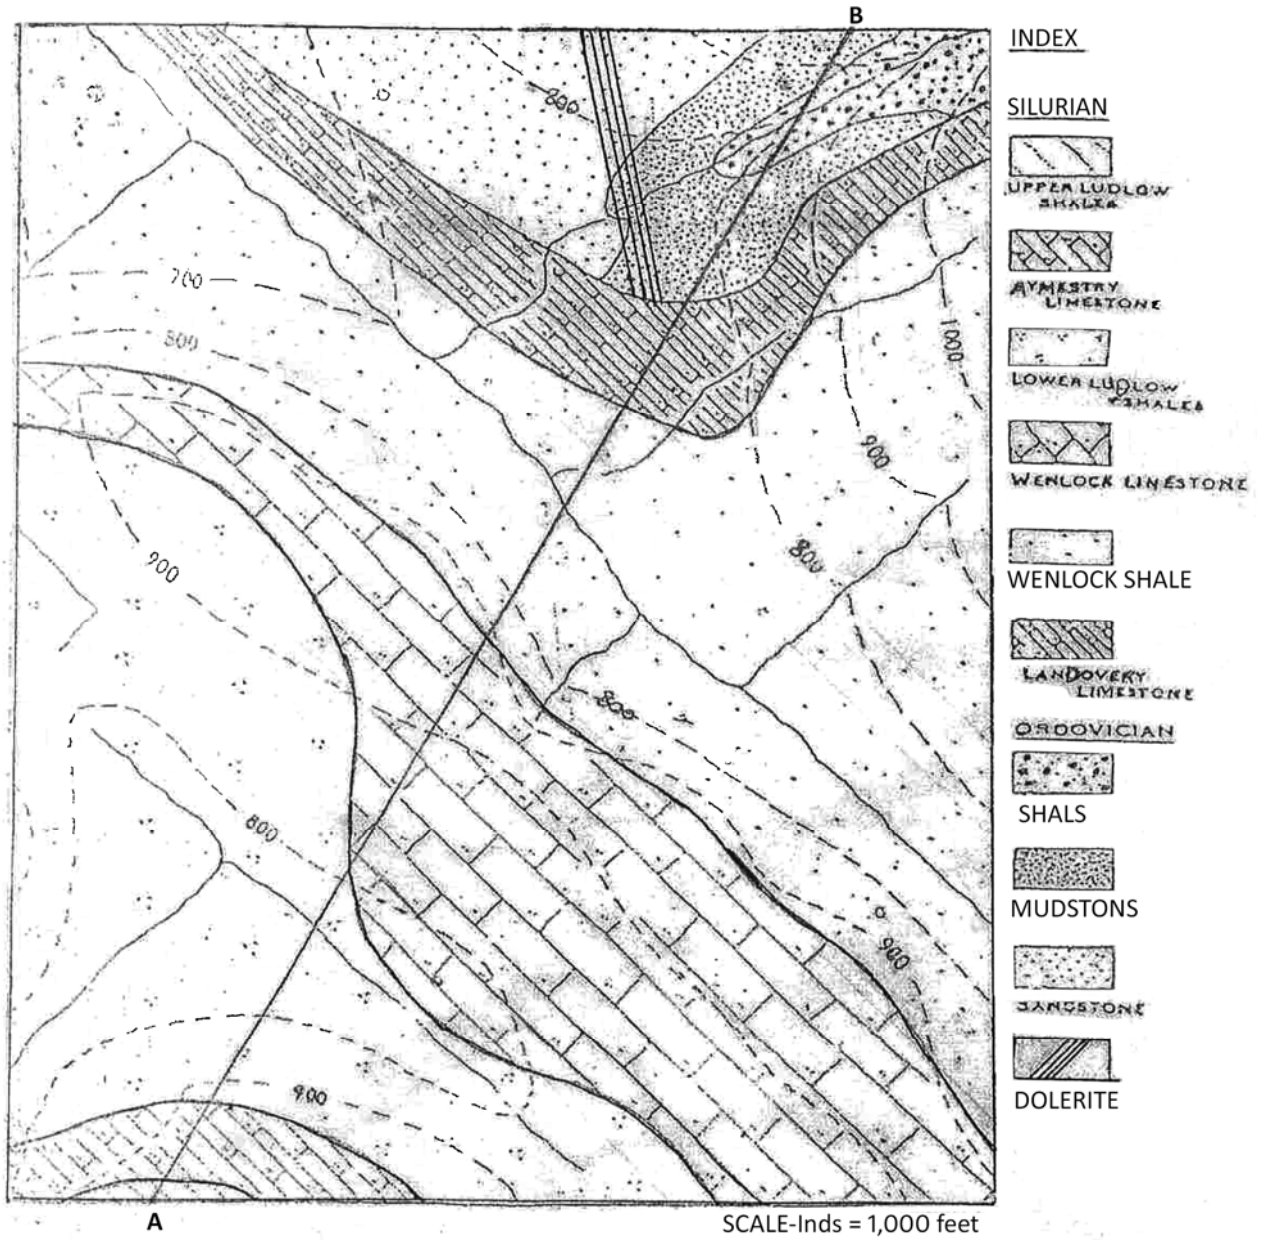 B
INDEX
SILURIAN
UPPER LUDLOW
SHALES
AYMESTRY
LIMESTONE
LOWER LUDLOW
SHALES
WENLOCK LINESTONE
WENLOCK SHALE
LANDOVERY
LIMESTONE
ORDOVICIAN
SHALS
MUDSTONS
SANDSTONE
DOLERITE
800
700
800
1000
900
800
900
800
800
900
900
A
SCALE-Inds = 1,000 feet